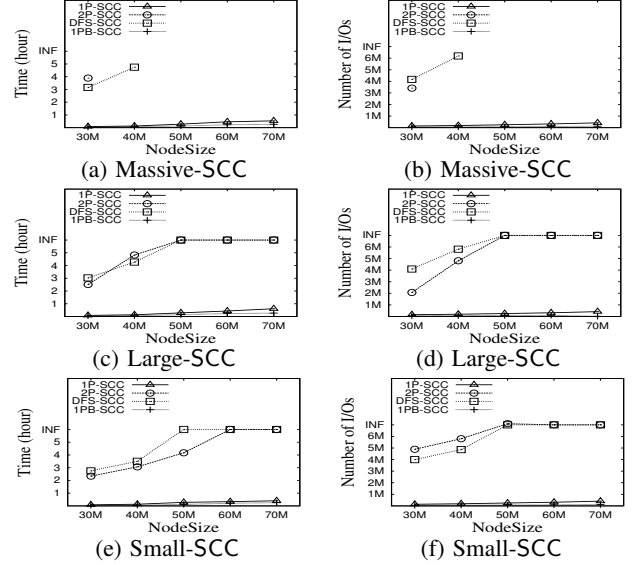 1P-SCC
2P-SCC
DFS-SCC
1PB-SCC
Time (hour)
INF
5
4
3
2
1
30M 40M 50M 60M 70M
NodeSize
(a) Massive-SCC
1P-SCC
2P-SCC
DFS-SCC
1PB-SCC
Number of I/Os
INF
6M
5M
4M
3M
2M
1M
30M 40M 50M 60M 70M
NodeSize
(b) Massive-SCC
1P-SCC
2P-SCC
DFS-SCC
1PB-SCC
Time (hour)
INF
5
4
3
2
1
30M 40M 50M 60M 70M
NodeSize
(c) Large-SCC
1P-SCC
2P-SCC
DFS-SCC
1PB-SCC
Number of I/Os
INF
6M
5M
4M
3M
2M
1M
30M 40M 50M 60M 70M
NodeSize
(d) Large-SCC
1P-SCC
2P-SCC
DFS-SCC
1PB-SCC
Time (hour)
INF
5
4
3
2
1
30M 40M 50M 60M 70M
NodeSize
(e) Small-SCC
1P-SCC
2P-SCC
DFS-SCC
1PB-SCC
Number of I/Os
INF
6M
5M
4M
3M
2M
1M
30M 40M 50M 60M 70M
NodeSize
(f) Small-SCC